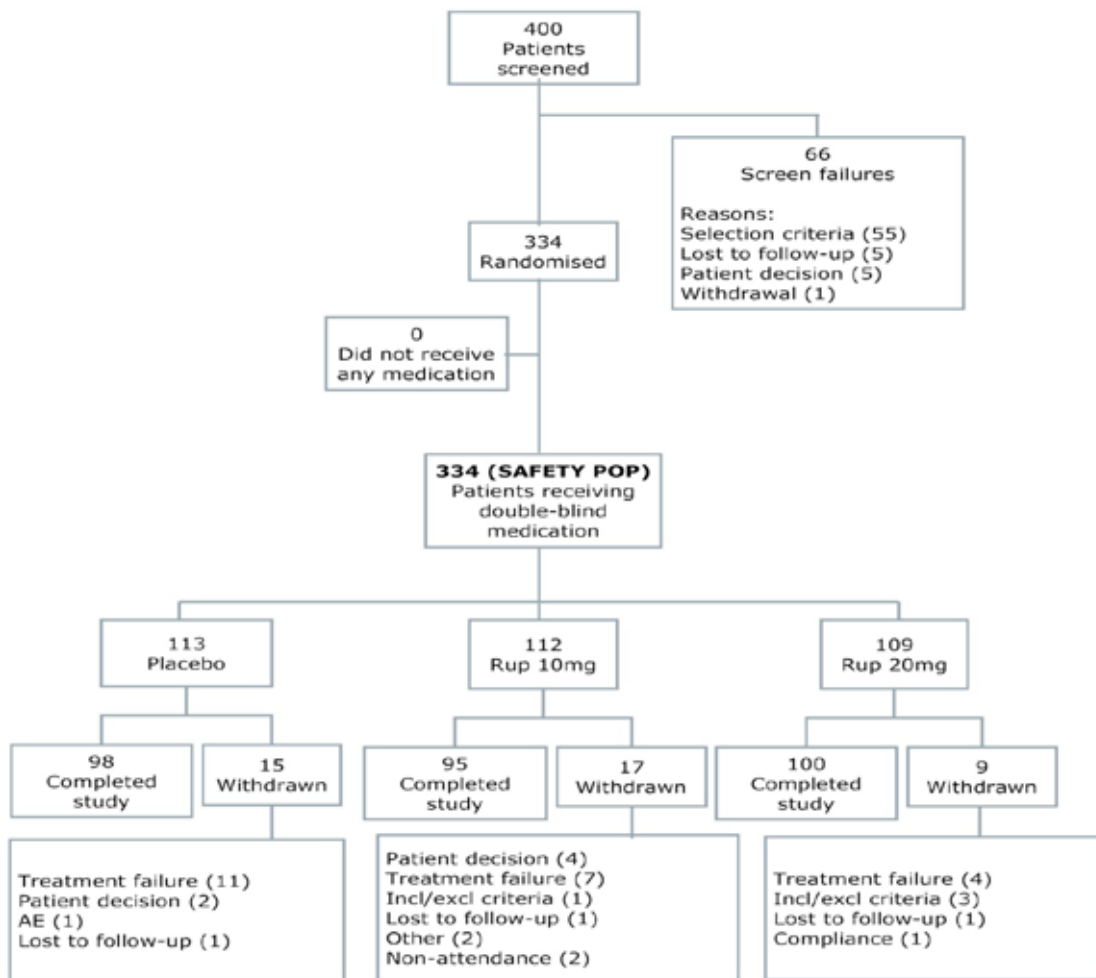 400
Patients
screened
66
Screen failures
Reasons:
Selection criteria (55)
Lost to follow-up (5)
Patient decision (5)
Withdrawal (1)
334
Randomised
0
Did not receive
any medication
334 (SAFETY POP)
Patients receiving
double-blind
medication
113
Placebo
112
Rup 10mg
109
Rup 20mg
98
Completed
study
15
Withdrawn
95
Completed
study
17
Withdrawn
100
Completed
study
9
Withdrawn
Treatment failure (11)
Patient decision (2)
AE (1)
Lost to follow-up (1)
Patient decision (4)
Treatment failure (7)
Incl/excl criteria (1)
Lost to follow-up (1)
Other (2)
Non-attendance (2)
Treatment failure (4)
Incl/excl criteria (3)
Lost to follow-up (1)
Compliance (1)